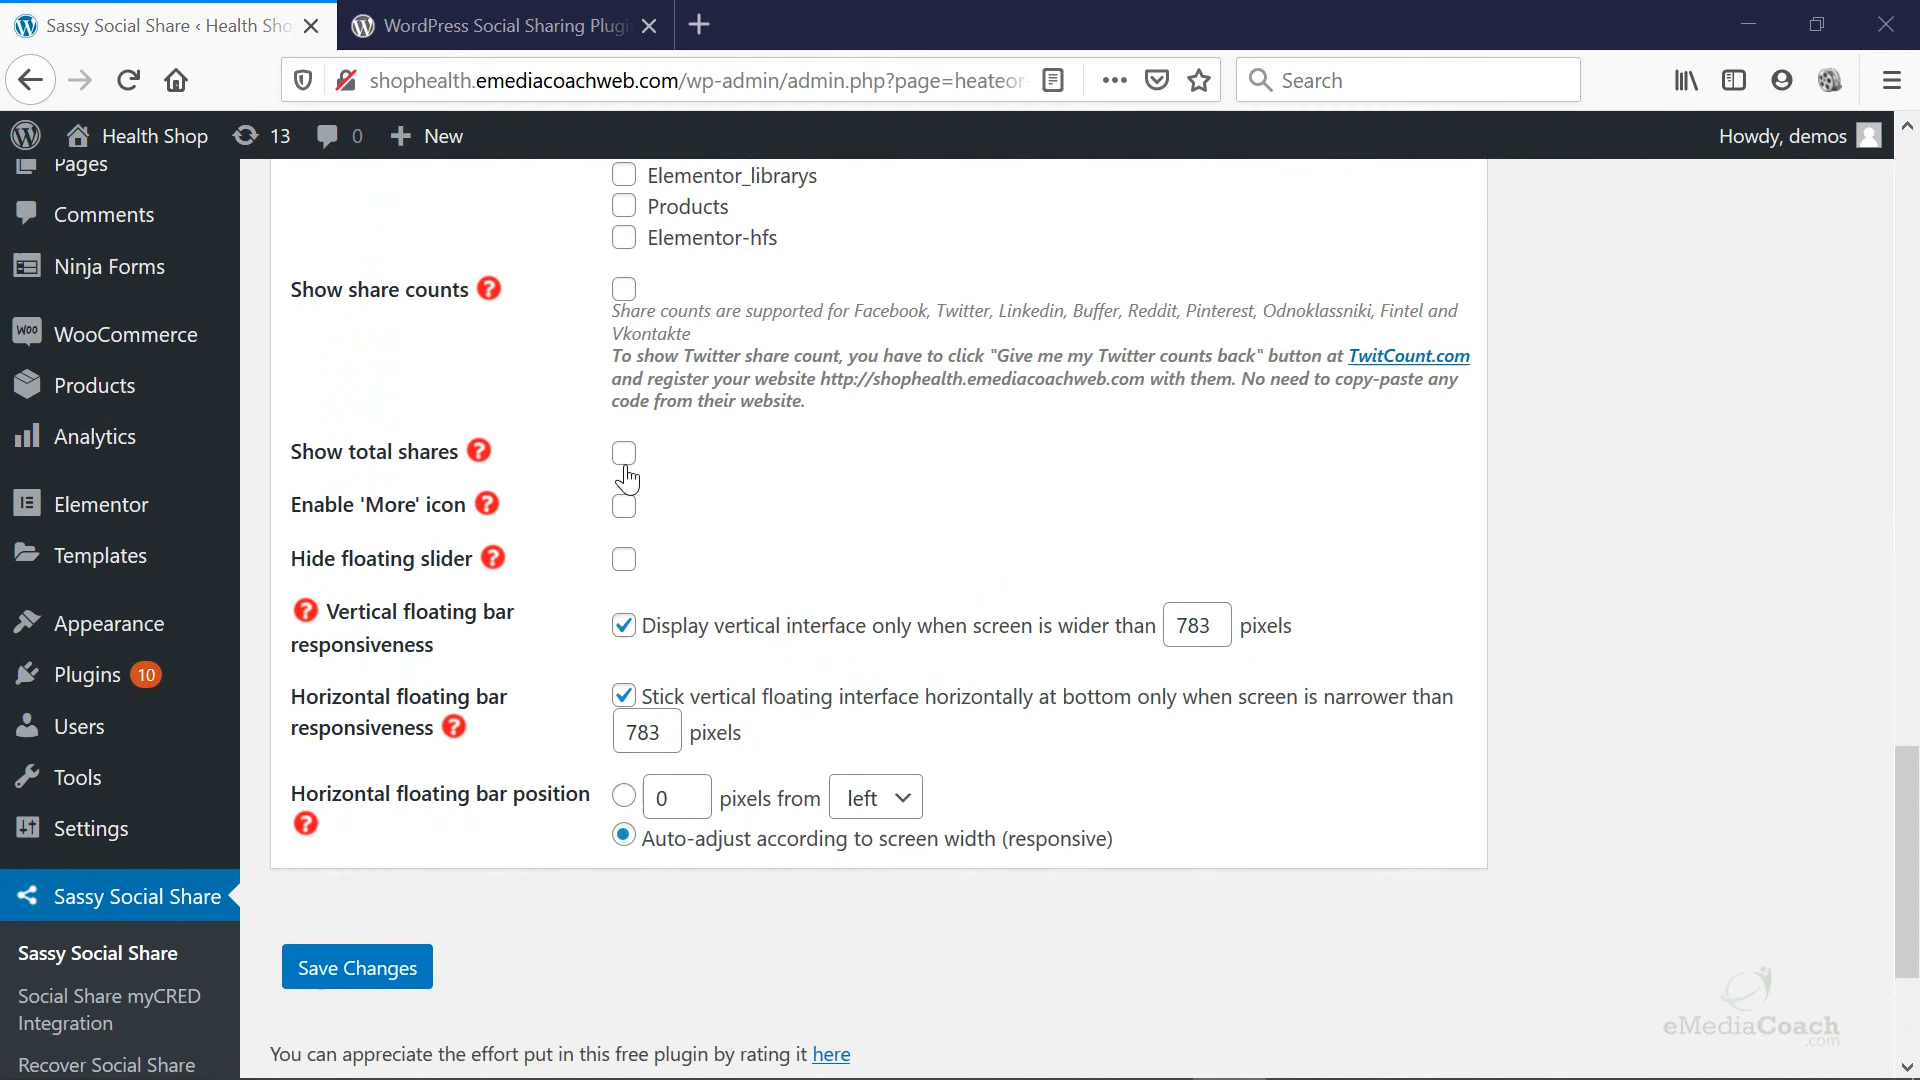 Sassy Social Share ‹ Health Sho
WordPress Social Sharing Plugi
shophealth.emediacoachweb.com/wp-admin/admin.php?page=heateor-
Search
Health Shop
13
0
New
Howdy, demos
Pages
Comments
Ninja Forms
WooCommerce
Products
Analytics
Elementor
Templates
Appearance
Plugins 10
Users
Tools
Settings
Sassy Social Share
Sassy Social Share
Social Share myCRED
Integration
Recover Social Share
Elementor_librarys
Products
Elementor-hfs
Show share counts ?
Share counts are supported for Facebook, Twitter, Linkedin, Buffer, Reddit, Pinterest, Odnoklassniki, Fintel and
Vkontakte
To show Twitter share count, you have to click "Give me my Twitter counts back" button at TwitCount.com
and register your website http://shophealth.emediacoachweb.com with them. No need to copy-paste any
code from their website.
Show total shares ?
Enable 'More' icon ?
Hide floating slider ?
? Vertical floating bar
responsiveness
Display vertical interface only when screen is wider than 783 pixels
Horizontal floating bar
responsiveness ?
Stick vertical floating interface horizontally at bottom only when screen is narrower than
783 pixels
Horizontal floating bar position
?
0 pixels from left
Auto-adjust according to screen width (responsive)
Save Changes
You can appreciate the effort put in this free plugin by rating it here
eMediaCoach
.com